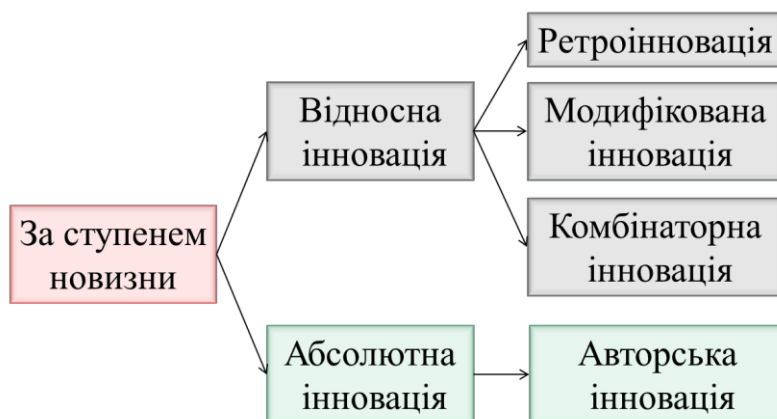 За ступенем
новизни
Відносна
інновація
Абсолютна
інновація
Ретроінновація
Модифікована
інновація
Комбінаторна
інновація
Авторська
інновація